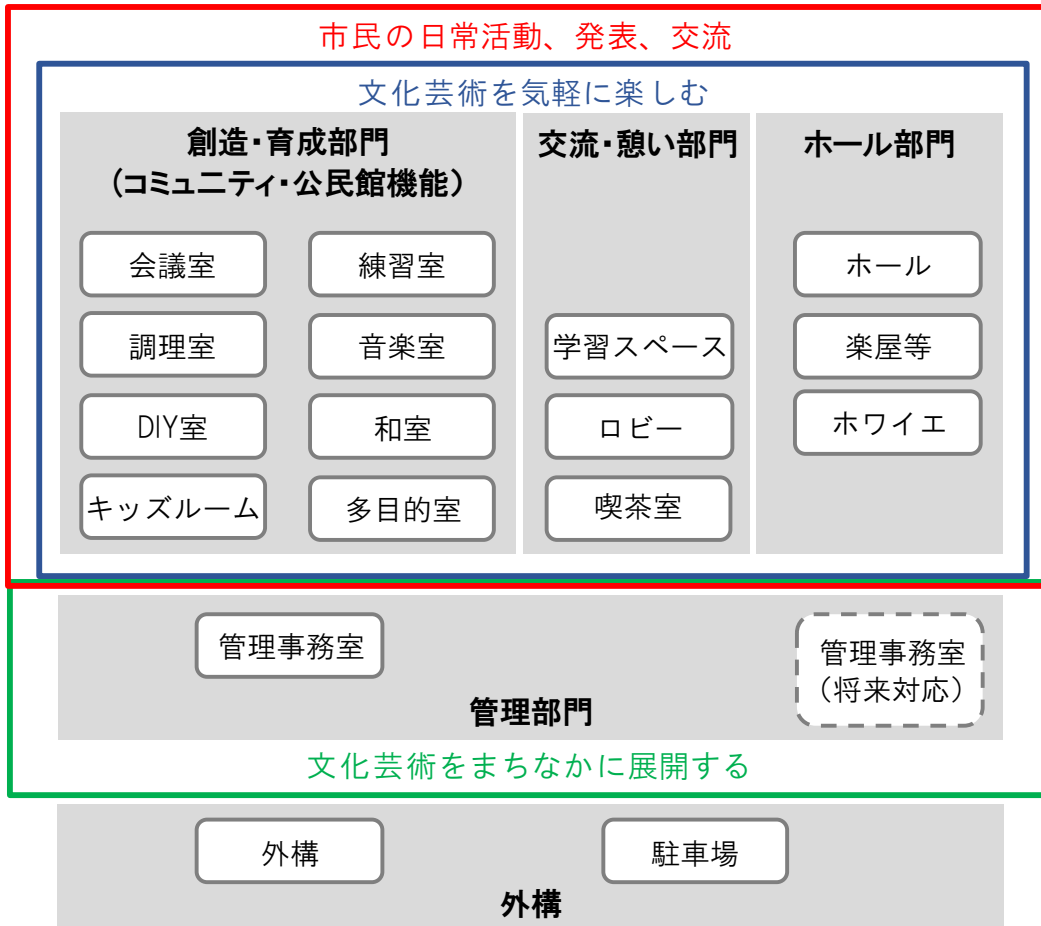 市民の日常活動、発表、交流
文化芸術を気軽に楽しむ
創造・育成部門
（コミュニティ・公民館機能）
会議室
練習室
調理室
音楽室
DIY室
和室
キッズルーム
多目的室
交流・憩い部門
学習スペース
ロビー
喫茶室
ホール部門
ホール
楽屋等
ホワイエ
管理事務室
管理事務室
（将来対応）
管理部門
文化芸術をまちなかに展開する
外構
駐車場
外構